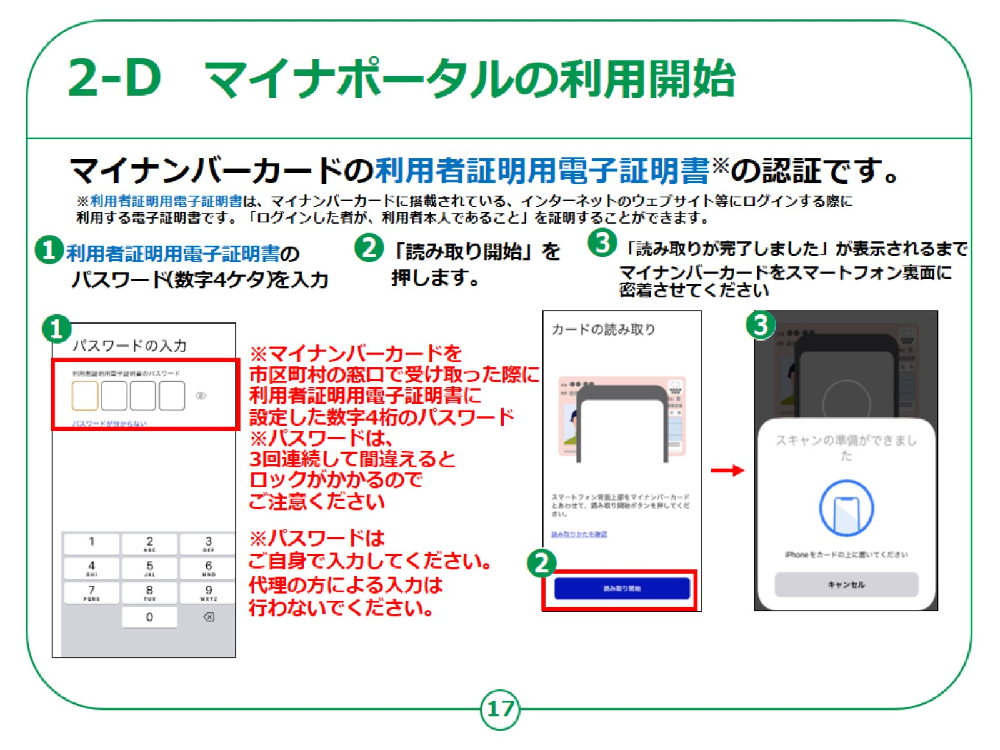 2-D マイナポータルの利用開始
マイナンバーカードの利用者証明用電子証明書※の認証です。
※利用者証明用電子証明書は、マイナンバーカードに搭載されている、インターネットのウェブサイト等にログインする際に
利用する電子証明書です。「ログインした者が、利用者本人であること」を証明することができます。
1 利用者証明用電子証明書の
パスワード(数字4ケタ)を入力
2 「読み取り開始」を
押します。
3 「読み取りが完了しました」が表示されるまで
マイナンバーカードをスマートフォン裏面に
密着させてください
1
パスワードの入力
利用者証明用電子証明書のパスワード
パスワードが分からない
1
2 ABC
3 DEF
4 GHI
5 JKL
6 MNO
7 PQRS
8 TUV
9 WXYZ
0
※マイナンバーカードを
市区町村の窓口で受け取った際に
利用者証明用電子証明書に
設定した数字4桁のパスワード
※パスワードは、
3回連続して間違えると
ロックがかかるので
ご注意ください
※パスワードは
ご自身で入力してください。
代理の方による入力は
行わないでください。
カードの読み取り
スマートフォン背面上部をマイナンバーカード
とあわせて、読み取り開始ボタンを押してくだ
さい。
読み取りかたを確認
2
読み取り開始
3
スキャンの準備ができまし
た
iPhoneをカードの上に置いてください
キャンセル
17